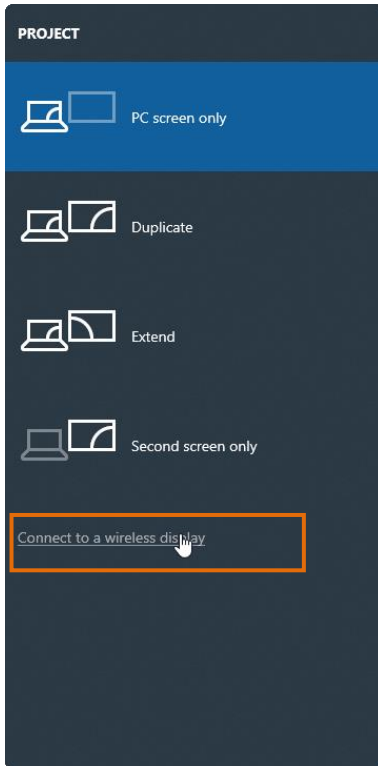 PROJECT
PC screen only
Duplicate
Extend
Second screen only
Connect to a wireless display